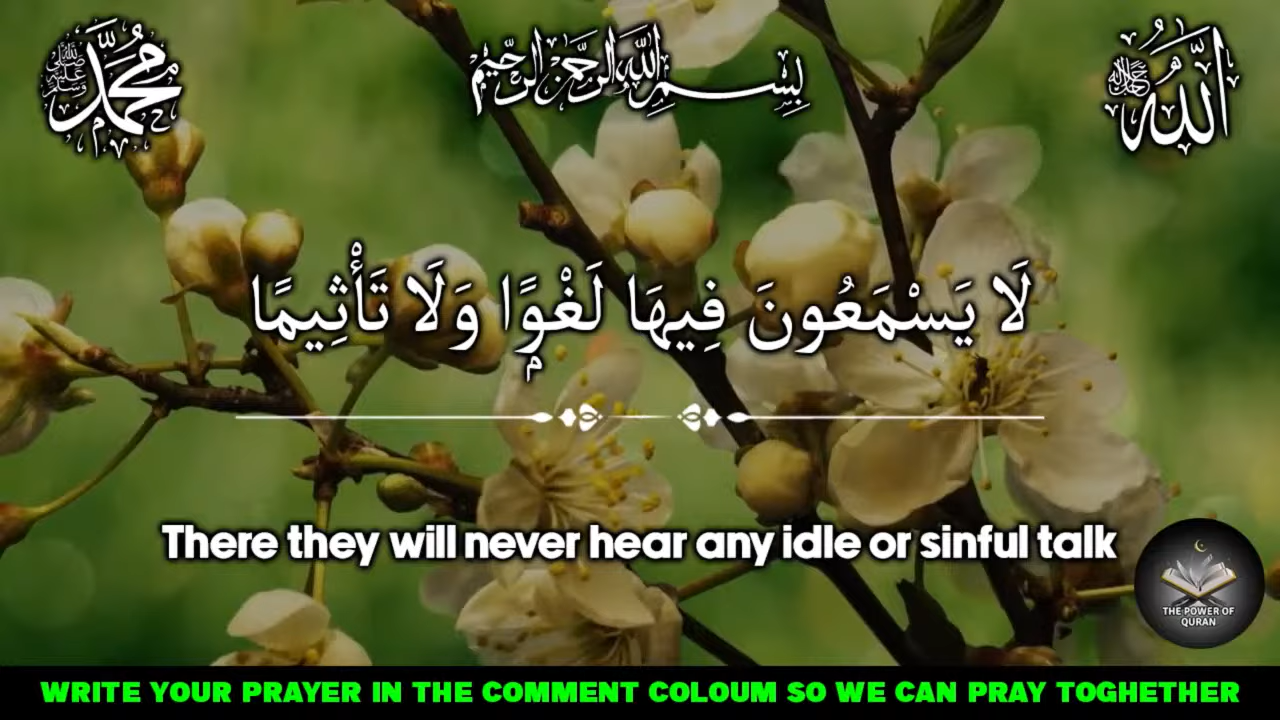 محمد ﷺ
بِسْمِ اللَّهِ الرَّحْمَٰنِ الرَّحِيمِ
اللَّه جل جلاله
لَا يَسْمَعُونَ فِيهَا لَغْوًۭا وَلَا تَأْثِيمًا
There they will never hear any idle or sinful talk
THE POWER OF
QURAN
WRITE YOUR PRAYER IN THE COMMENT COLOUM SO WE CAN PRAY TOGHETHER